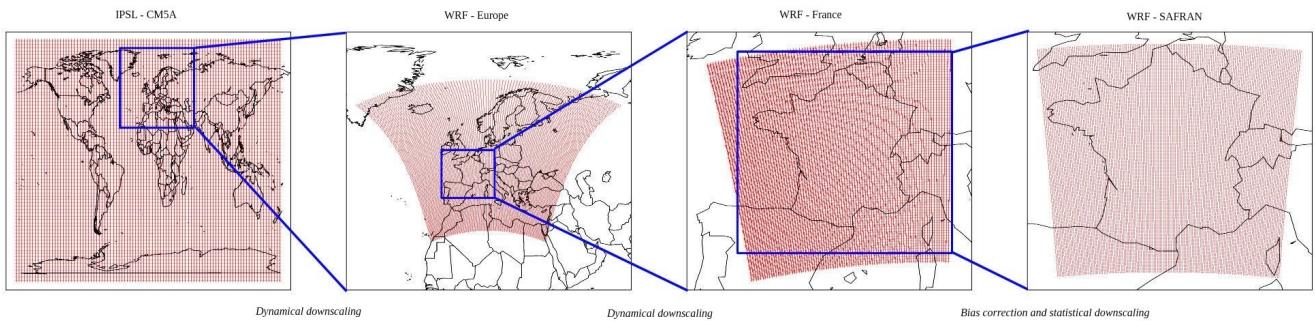 IPSL - CM5A
WRF - Europe
WRF - France
WRF - SAFRAN
Dynamical downscaling
Dynamical downscaling
Bias correction and statistical downscaling